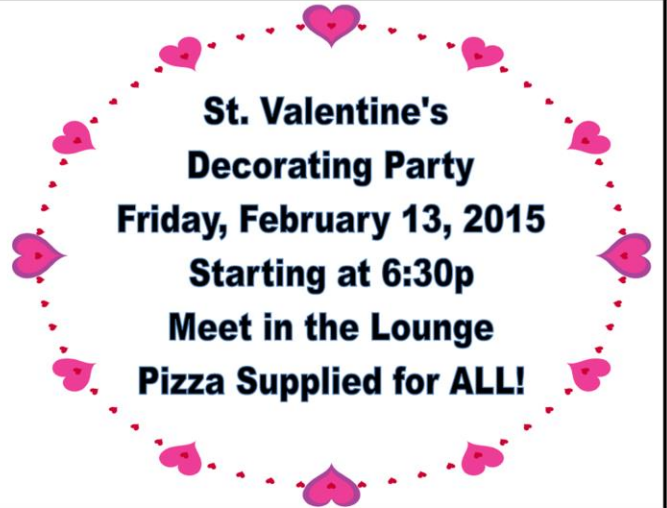 St. Valentine's
Decorating Party
Friday, February 13, 2015
Starting at 6:30p
Meet in the Lounge
Pizza Supplied for ALL!